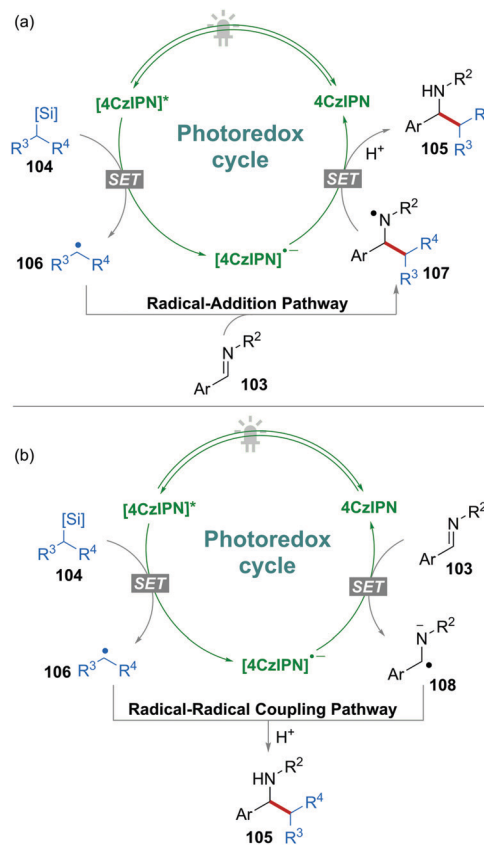 (a)
[4CzIPN]* 4CzIPN
[Si]
R3 R4
104
Photoredox
cycle
SET SET
H+
HN R2
Ar R4
R3
105
106 R3 R4
[4CzIPN]•−
N R2
Ar R4
R3
107
Radical-Addition Pathway
N R2
Ar 103
(b)
[4CzIPN]* 4CzIPN
[Si]
R3 R4
104
Photoredox
cycle
N R2
Ar
103
SET SET
106 R3 R4
[4CzIPN]•−
N− R2
Ar
108
Radical-Radical Coupling Pathway
H+
HN R2
Ar R4
R3
105